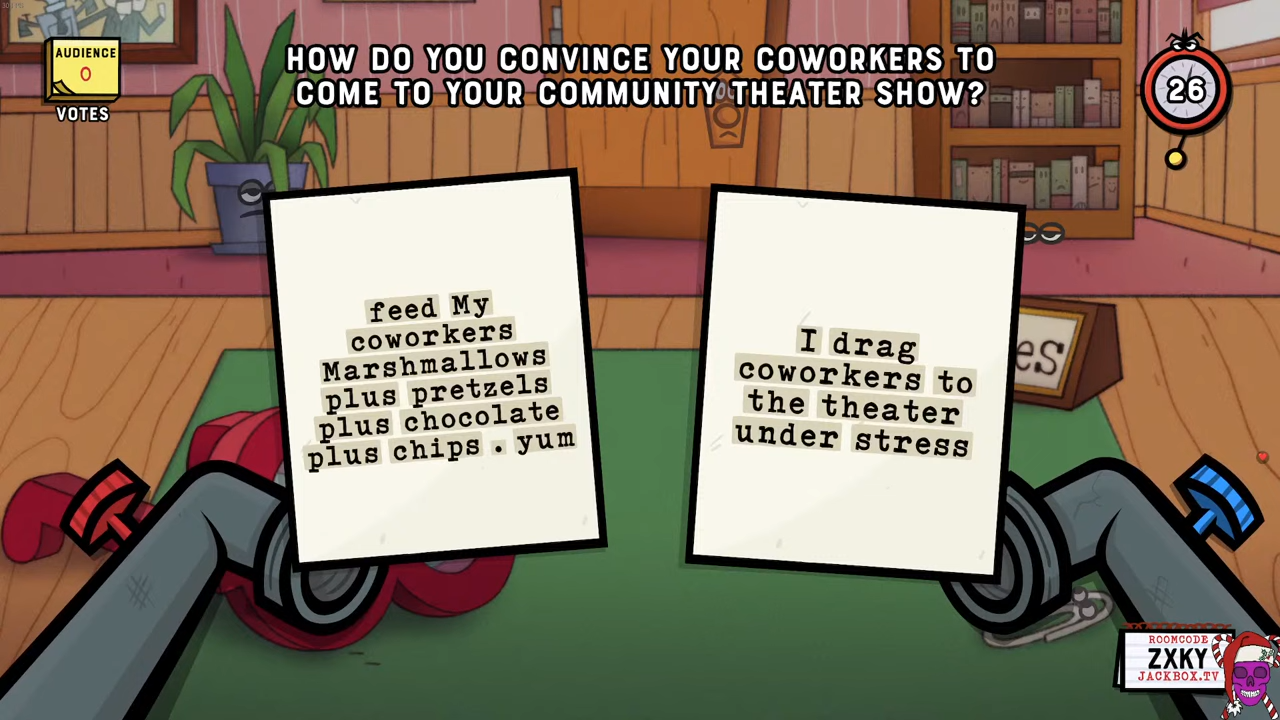 AUDIENCE
0
VOTES
HOW DO YOU CONVINCE YOUR COWORKERS TO
COME TO YOUR COMMUNITY THEATER SHOW?
26
feed My
coworkers
Marshmallows
plus pretzels
plus chocolate
plus chips . yum
I drag
coworkers to
the theater
under stress
es
ROOMCODE
ZXKY
JACKBOX.TV